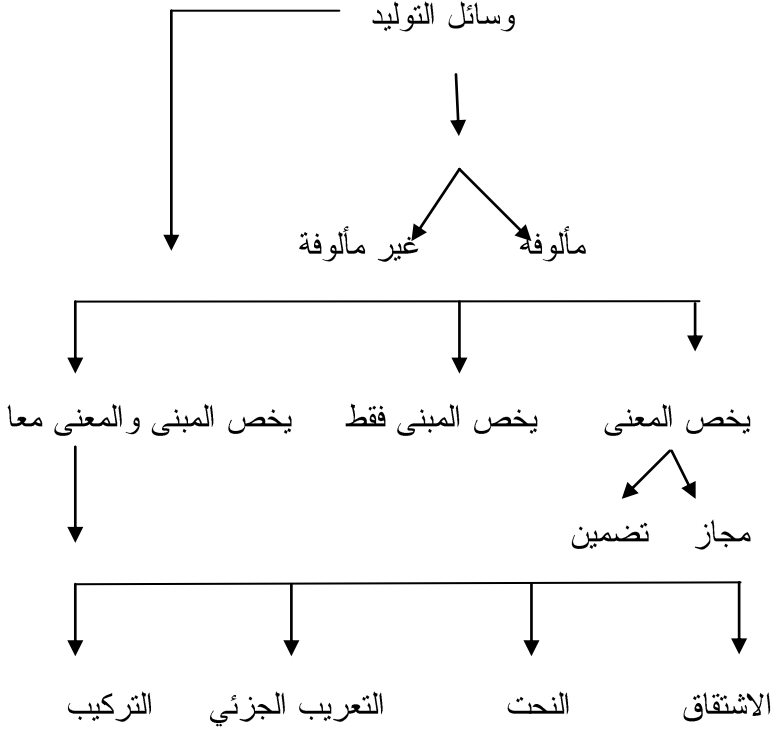 وسائل التوليد
مألوفة غير مألوفة
يخص المعنى يخص المبنى فقط يخص المبنى والمعنى معا
مجاز تضمين
الاشتقاق النحت التعريب الجزئي التركيب